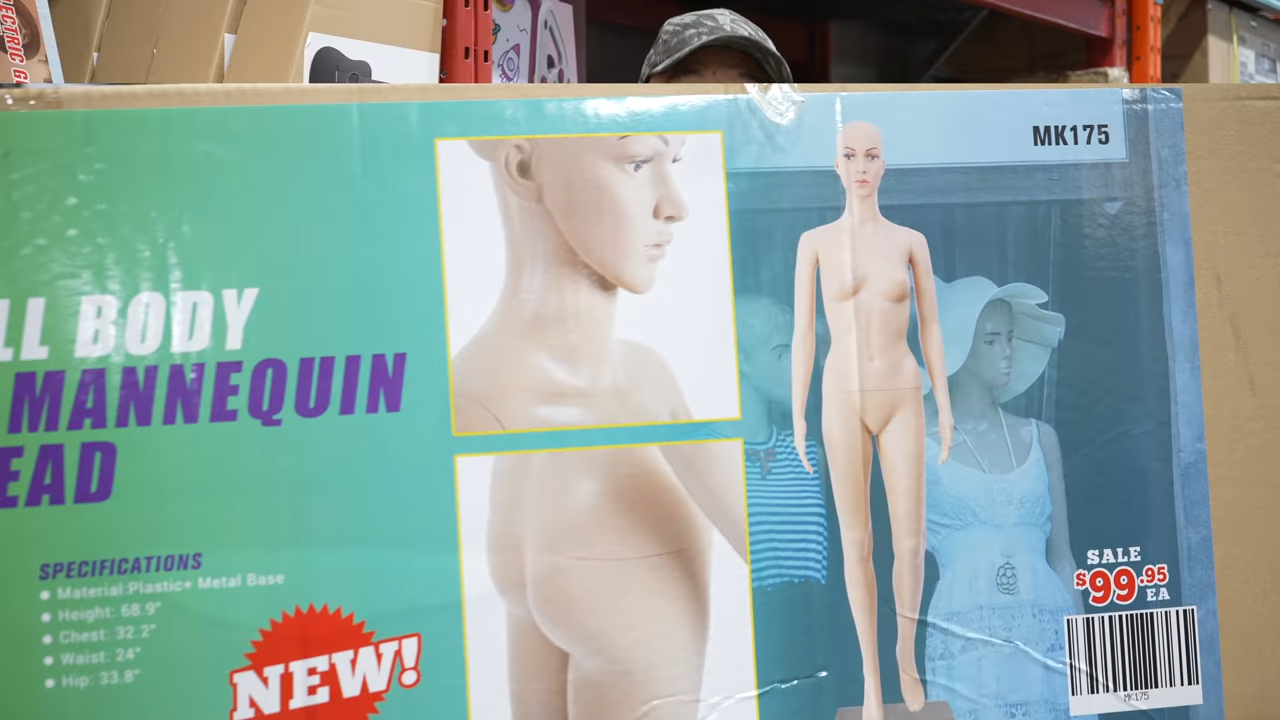 ECTRIC G
MK175
LL BODY
MANNEQUIN
EAD
SPECIFICATIONS
● Material:Plastic+ Metal Base
● Height: 68.9"
● Chest: 32.2"
● Waist: 24"
● Hip: 33.8"
NEW!
SALE
$99.95
EA
MK175